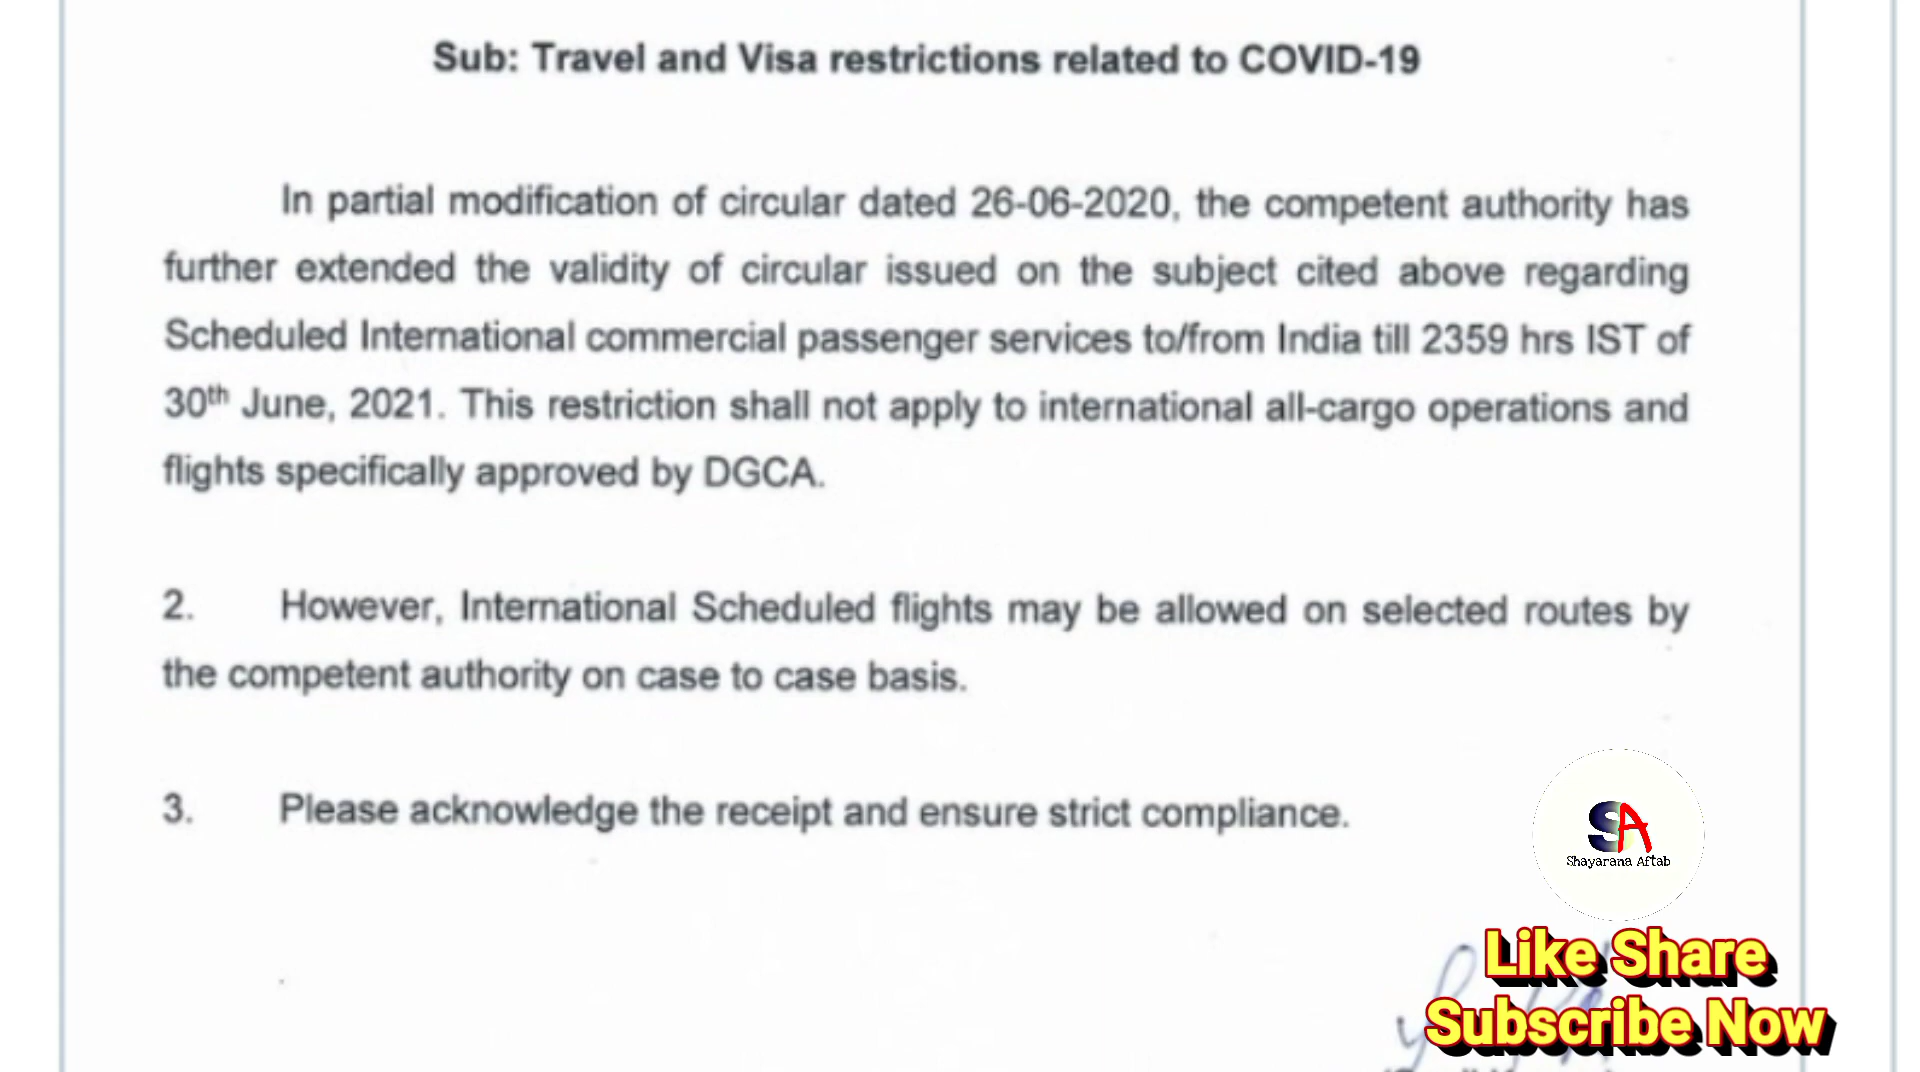 Sub: Travel and Visa restrictions related to COVID-19
In partial modification of circular dated 26-06-2020, the competent authority has
further extended the validity of circular issued on the subject cited above regarding
Scheduled International commercial passenger services to/from India till 2359 hrs IST of
30th June, 2021. This restriction shall not apply to international all-cargo operations and
flights specifically approved by DGCA.
2. However, International Scheduled flights may be allowed on selected routes by
the competent authority on case to case basis.
3. Please acknowledge the receipt and ensure strict compliance.
SA
Shayarana Aftab
Like Share
Subscribe Now